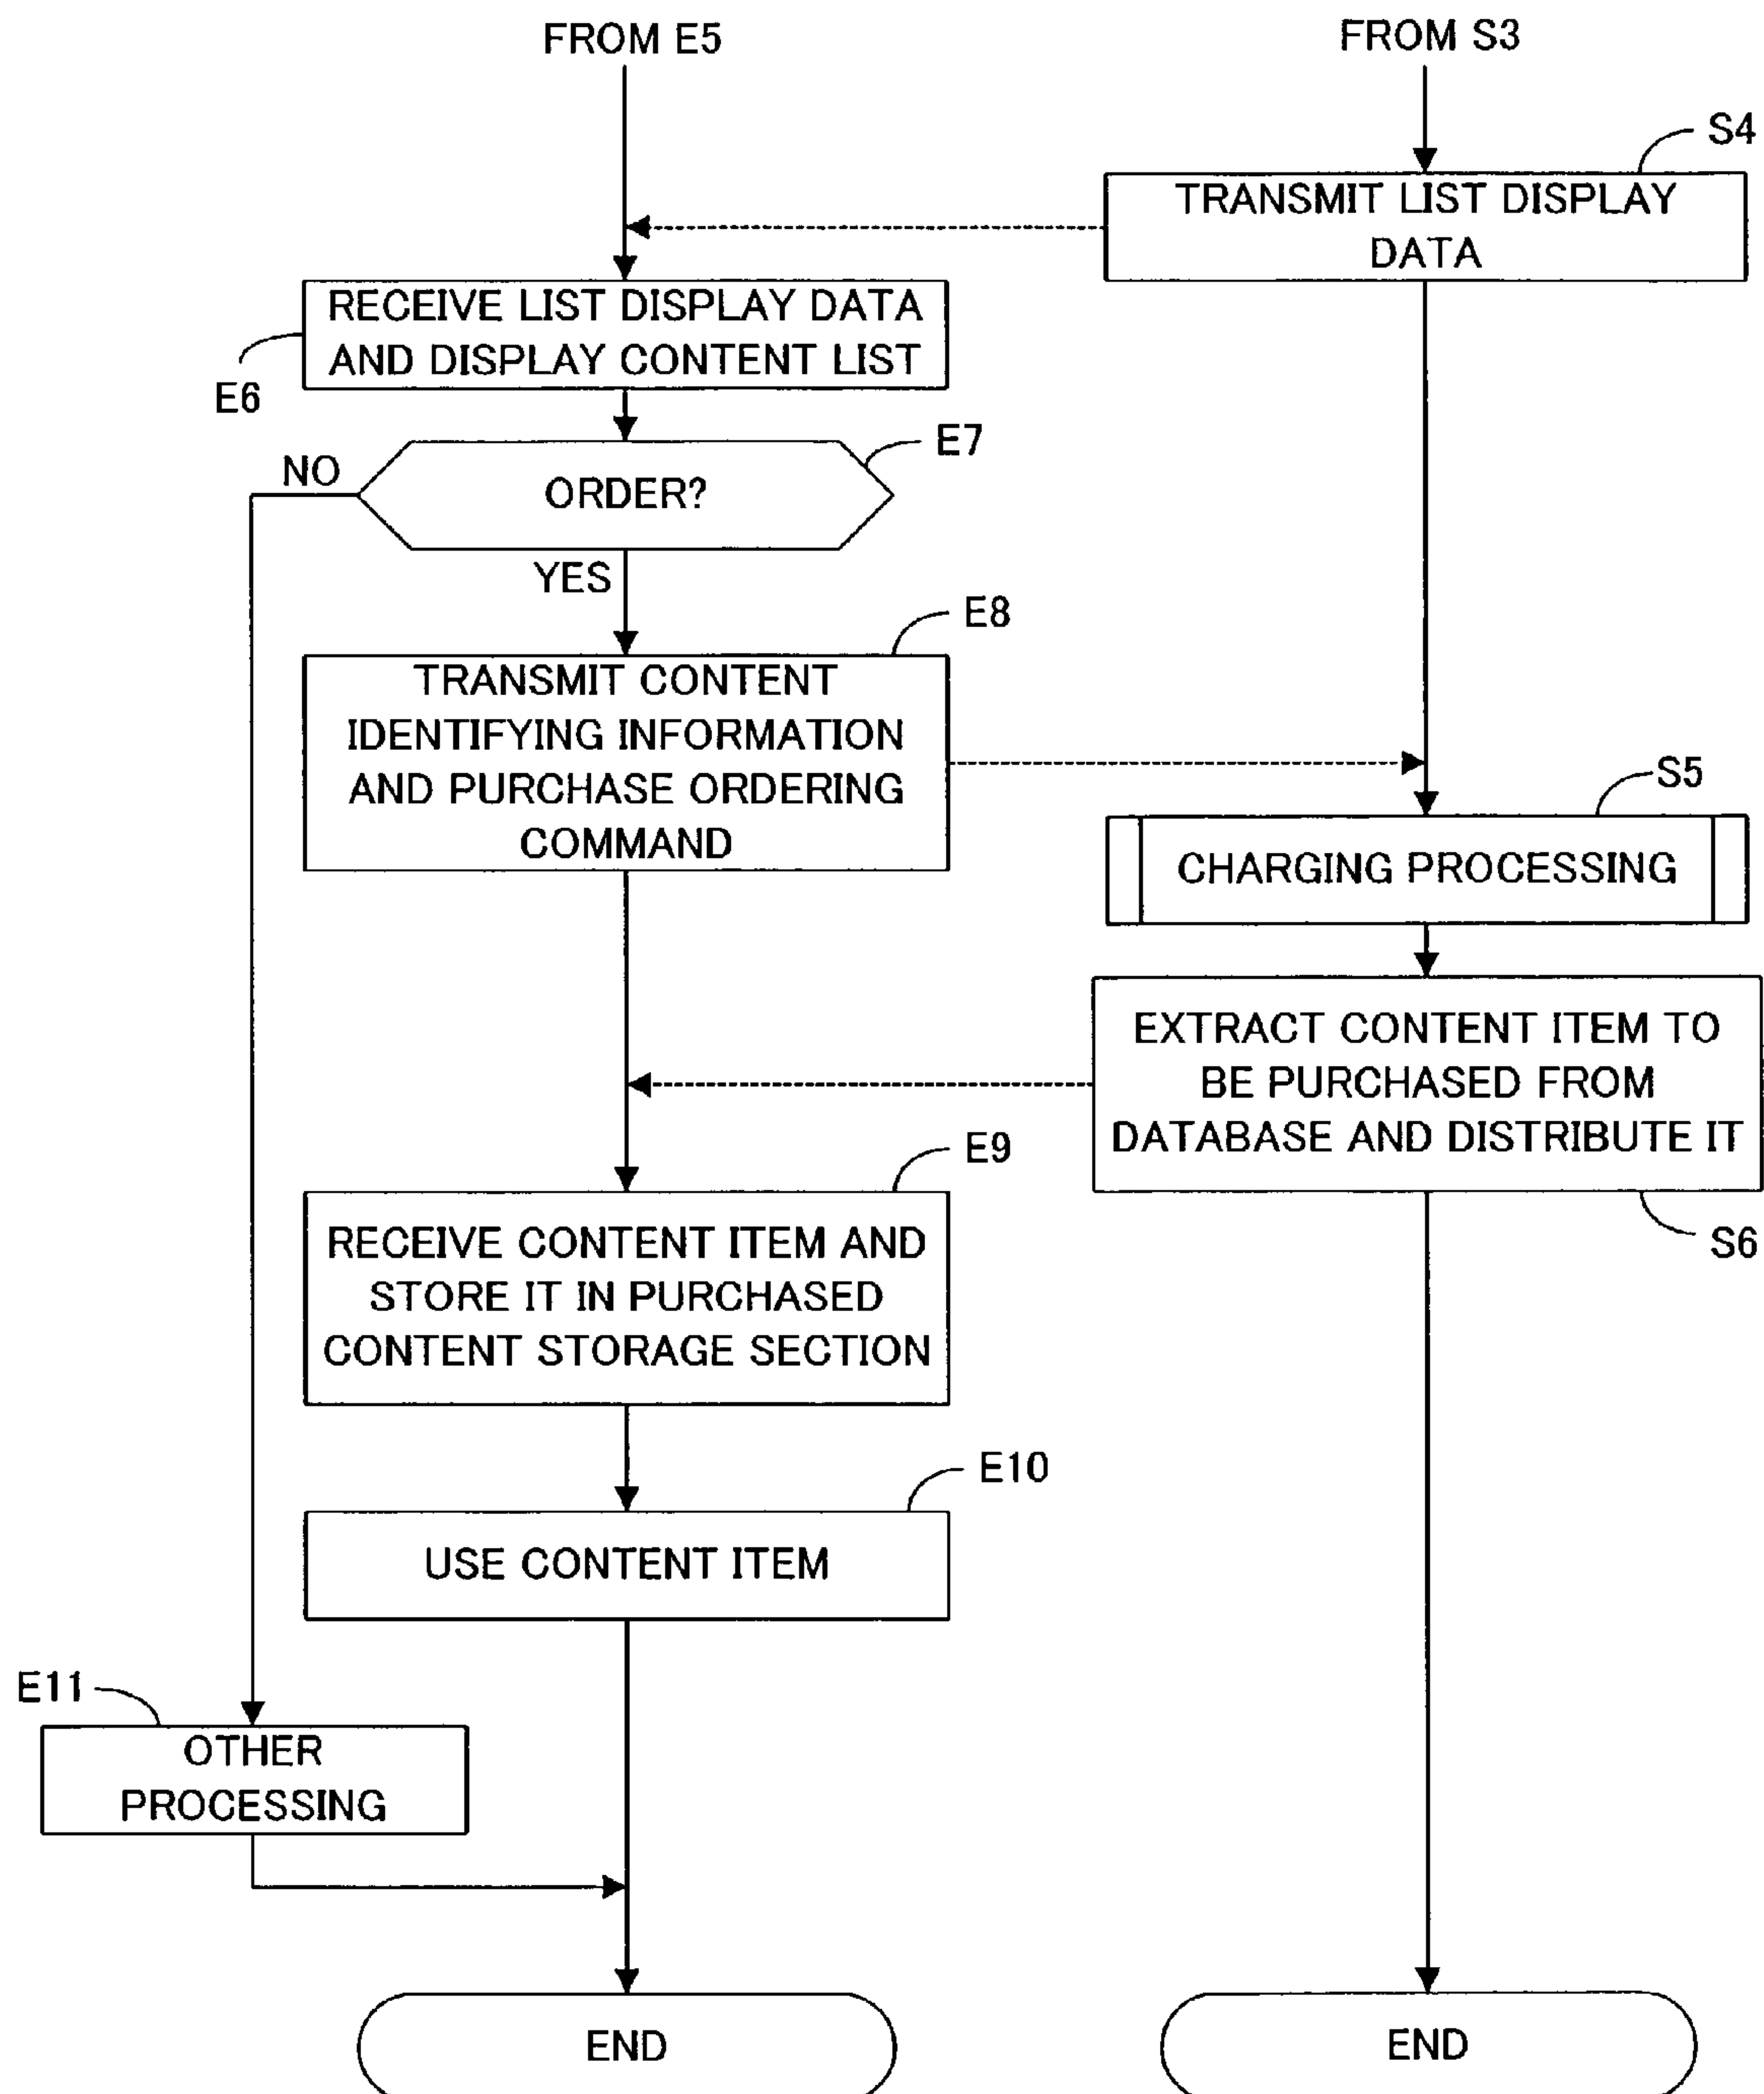 FROM E5
FROM S3
S4
TRANSMIT LIST DISPLAY
DATA
RECEIVE LIST DISPLAY DATA
AND DISPLAY CONTENT LIST
E6
E7
NO
ORDER?
YES
E8
TRANSMIT CONTENT
IDENTIFYING INFORMATION
AND PURCHASE ORDERING
COMMAND
S5
CHARGING PROCESSING
EXTRACT CONTENT ITEM TO
BE PURCHASED FROM
DATABASE AND DISTRIBUTE IT
S6
E9
RECEIVE CONTENT ITEM AND
STORE IT IN PURCHASED
CONTENT STORAGE SECTION
E10
USE CONTENT ITEM
E11
OTHER
PROCESSING
END
END